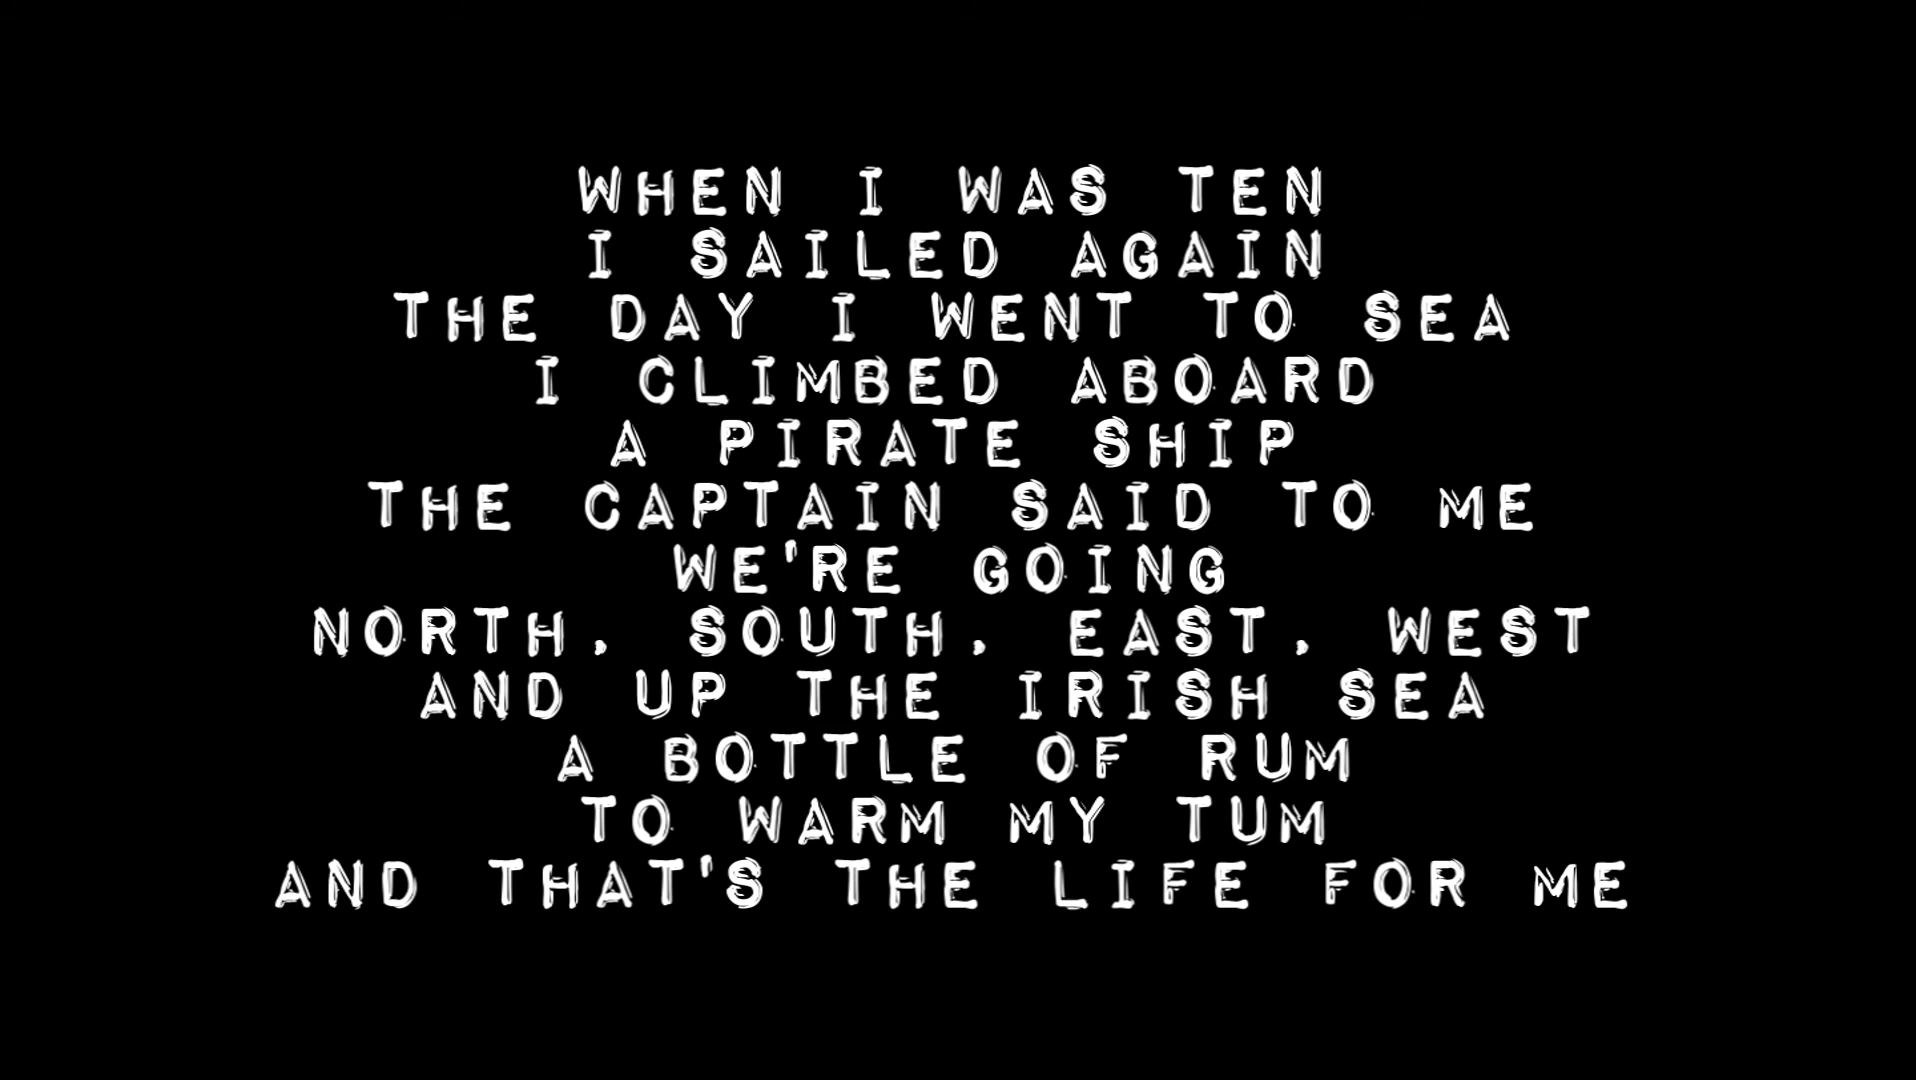 WHEN I WAS TEN
I SAILED AGAIN
THE DAY I WENT TO SEA
I CLIMBED ABOARD
A PIRATE SHIP
THE CAPTAIN SAID TO ME
WE'RE GOING
NORTH, SOUTH, EAST, WEST
AND UP THE IRISH SEA
A BOTTLE OF RUM
TO WARM MY TUM
AND THAT'S THE LIFE FOR ME